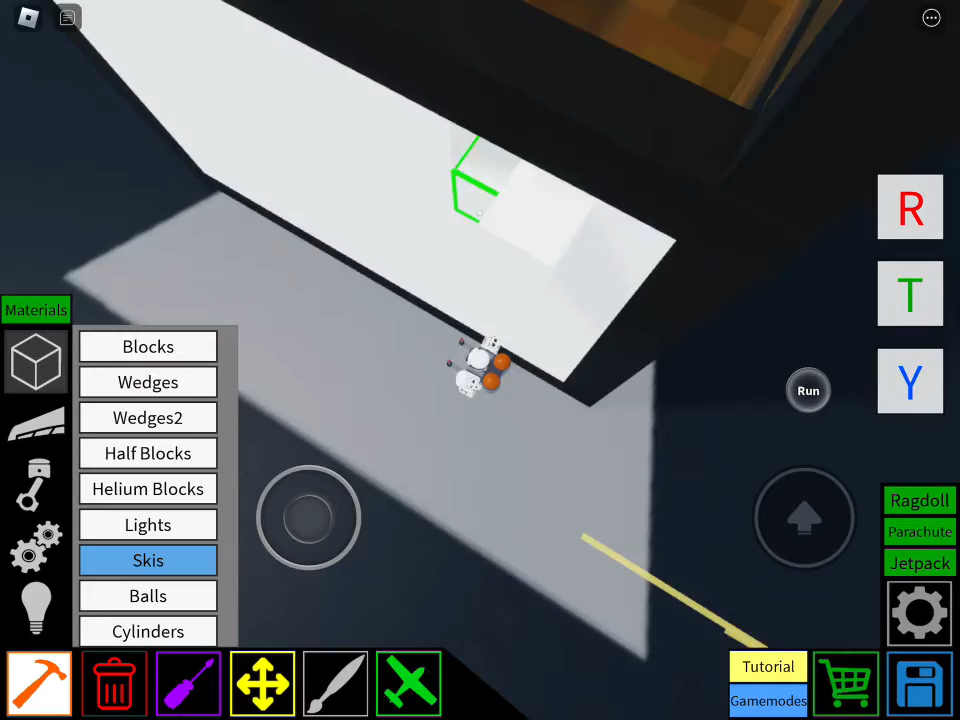 R
Materials
T
Blocks
Wedges
Y
Run
Wedges2
Half Blocks
Helium Blocks
Ragdoll
Lights
Parachute
Skis
Jetpack
Balls
Cylinders
Tutorial
Gamemodes